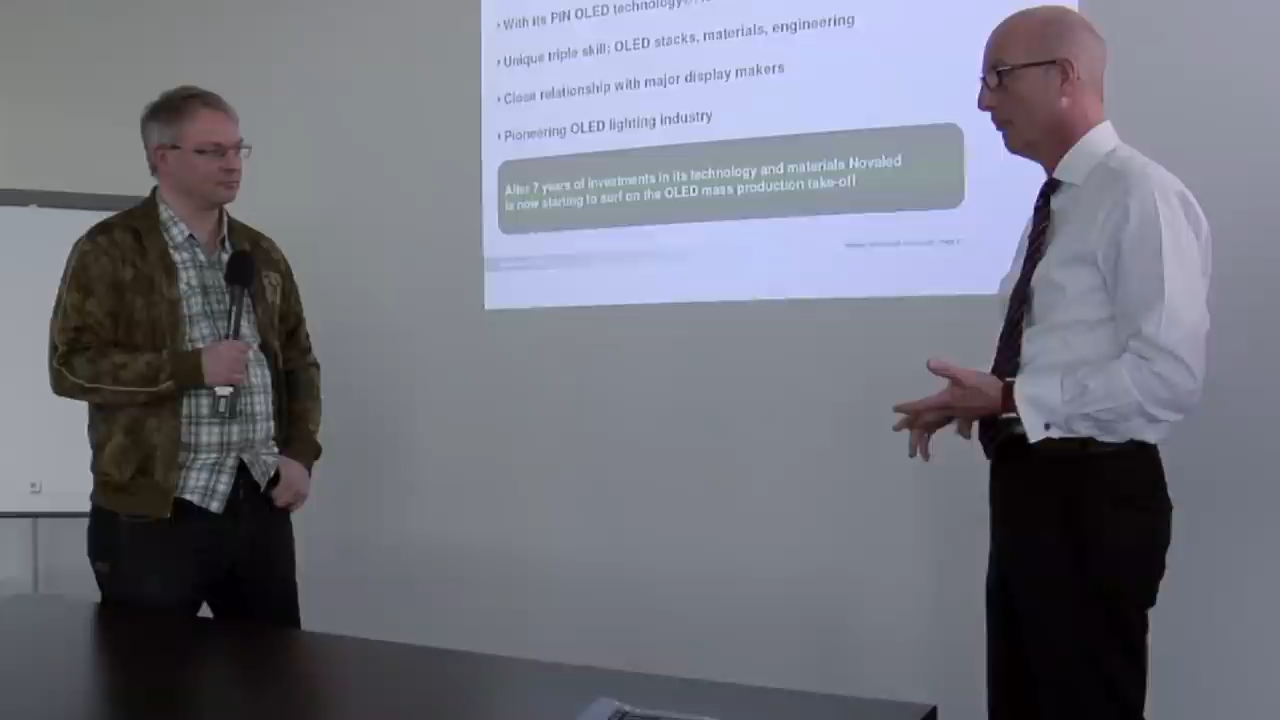 With its PIN OLED technology
Unique triple skill: OLED stacks, materials, engineering
Close relationship with major display makers
Pioneering OLED lighting industry
After 7 years of investments in its technology and materials Novaled
is now starting to surf on the OLED mass production take-off